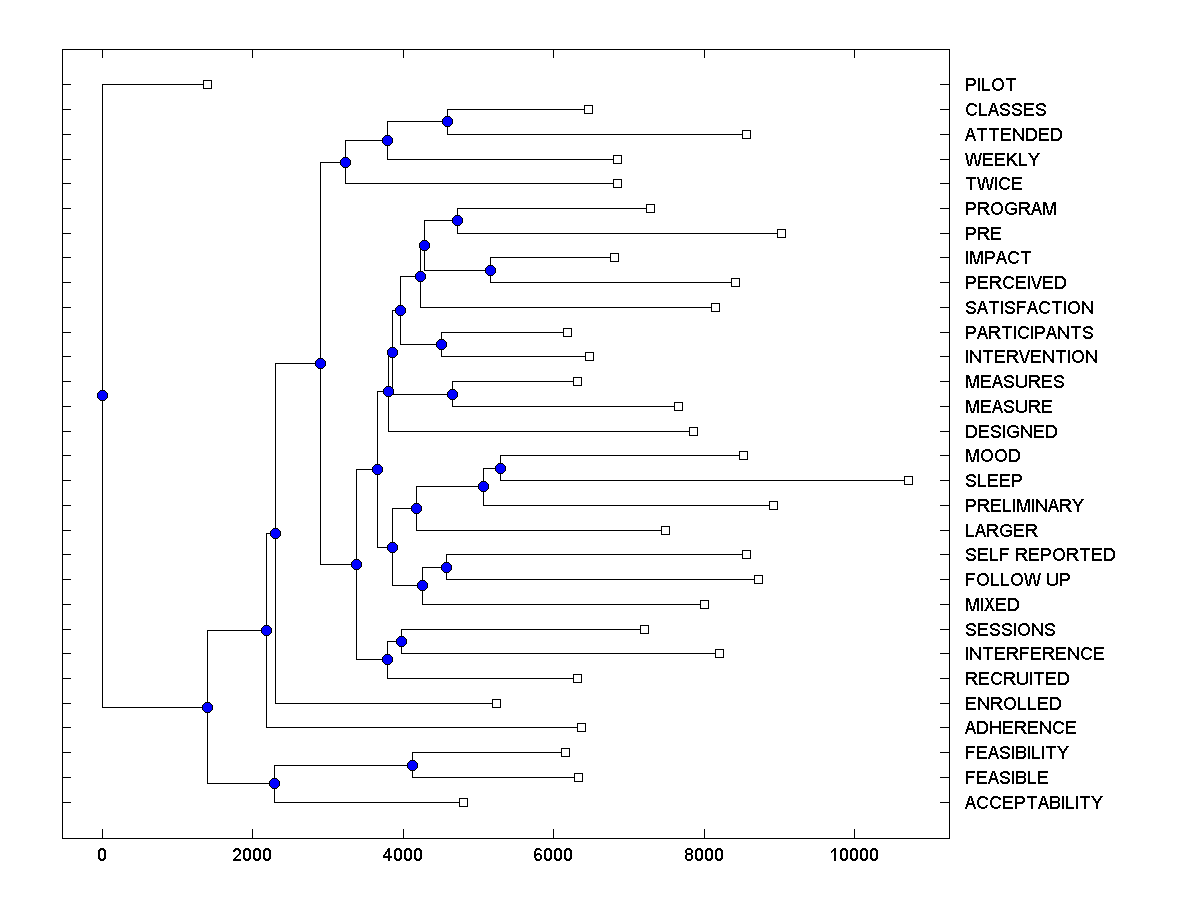 PILOT
CLASSES
ATTENDED
WEEKLY
TWICE
PROGRAM
PRE
IMPACT
PERCEIVED
SATISFACTION
PARTICIPANTS
INTERVENTION
MEASURES
MEASURE
DESIGNED
MOOD
SLEEP
PRELIMINARY
LARGER
SELF REPORTED
FOLLOW UP
MIXED
SESSIONS
INTERFERENCE
RECRUITED
ENROLLED
ADHERENCE
FEASIBILITY
FEASIBLE
ACCEPTABILITY
0 2000 4000 6000 8000 10000